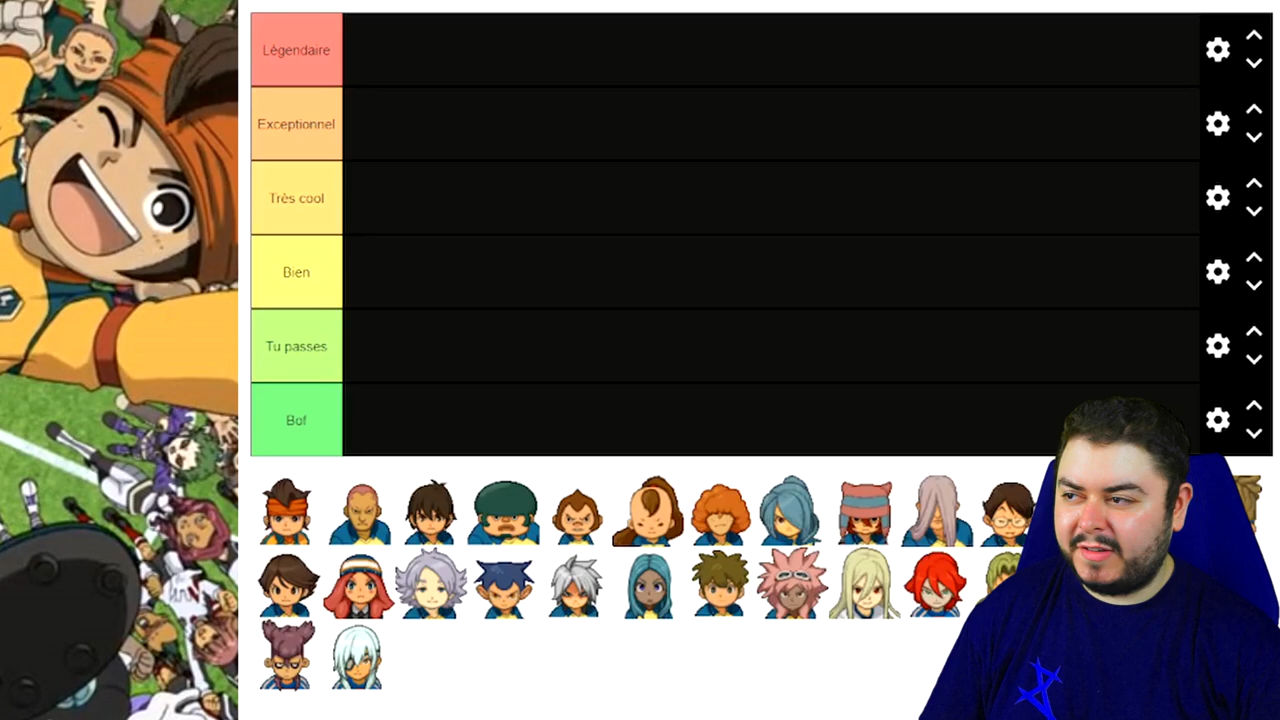 Légendaire
Exceptionnel
Très cool
Bien
Tu passes
Bof